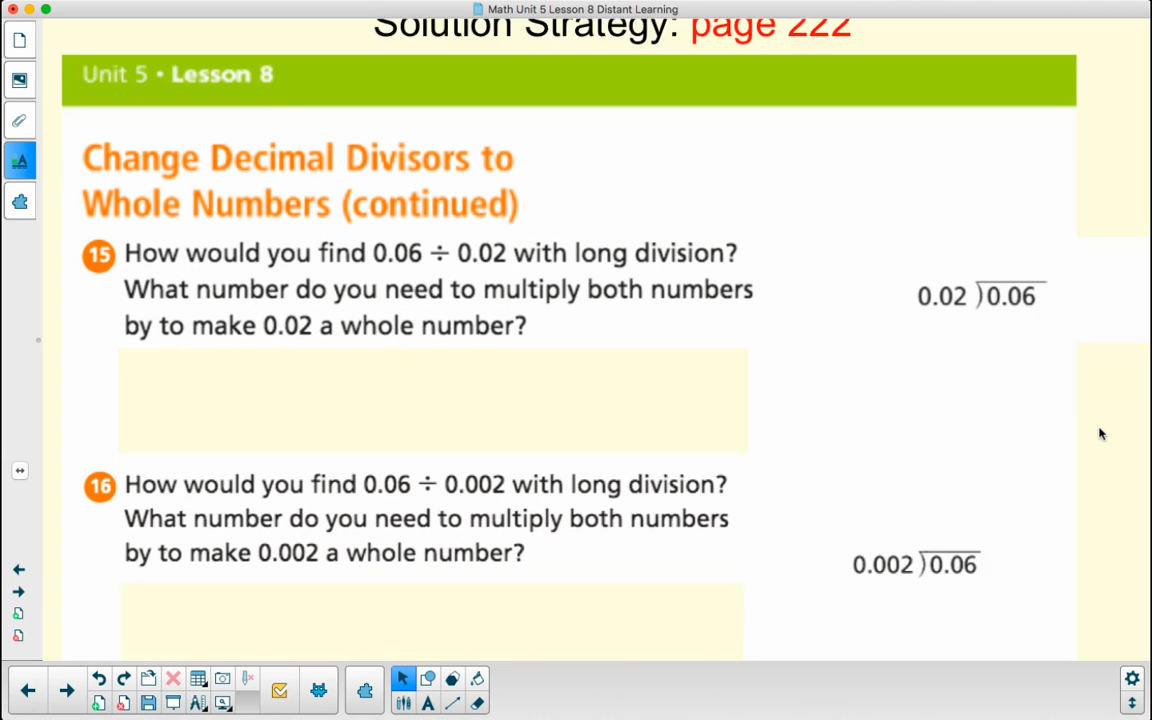 Math Unit 5 Lesson 8 Distant Learning
Solution Strategy: page 222
Unit 5 • Lesson 8
Change Decimal Divisors to
Whole Numbers (continued)
15 How would you find 0.06 ÷ 0.02 with long division?
What number do you need to multiply both numbers
by to make 0.02 a whole number?
0.02 ) 0.06
16 How would you find 0.06 ÷ 0.002 with long division?
What number do you need to multiply both numbers
by to make 0.002 a whole number?
0.002 ) 0.06